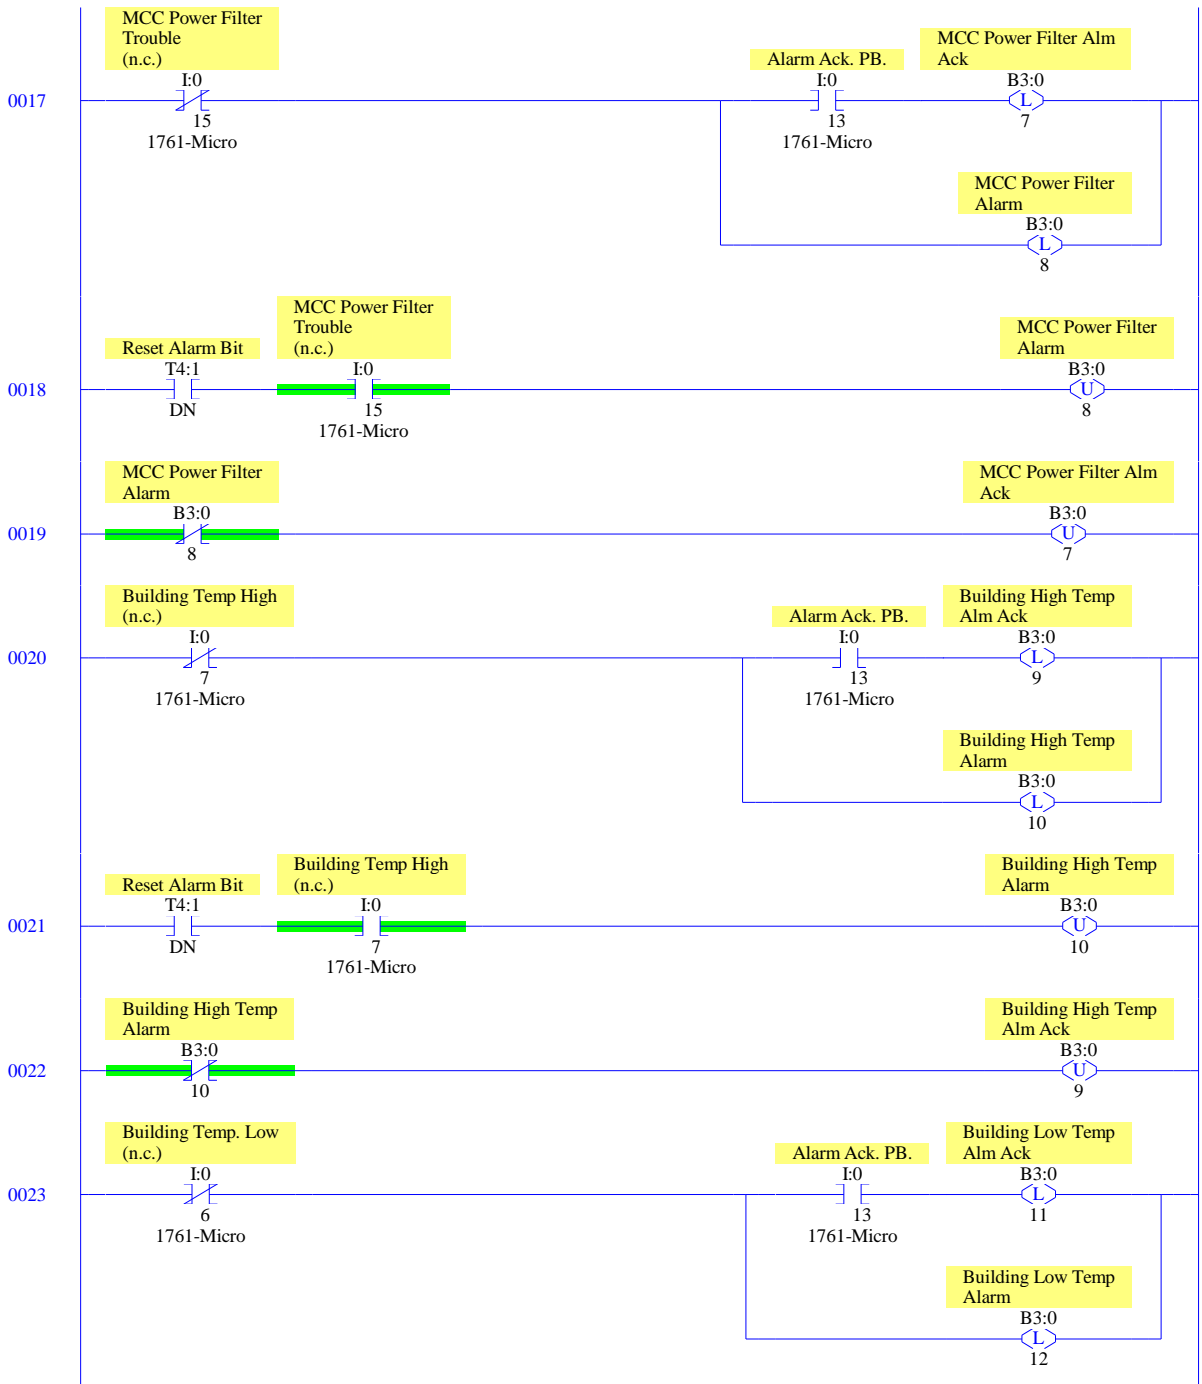 MCC Power Filter
Trouble
(n.c.)
I:0
15
1761-Micro
Alarm Ack. PB.
I:0
13
1761-Micro
MCC Power Filter Alm
Ack
B3:0
L
7
0017
MCC Power Filter
Alarm
B3:0
L
8
0018
Reset Alarm Bit
T4:1
DN
MCC Power Filter
Trouble
(n.c.)
I:0
15
1761-Micro
MCC Power Filter
Alarm
B3:0
U
8
0019
MCC Power Filter
Alarm
B3:0
8
MCC Power Filter Alm
Ack
B3:0
U
7
0020
Building Temp High
(n.c.)
I:0
7
1761-Micro
Alarm Ack. PB.
I:0
13
1761-Micro
Building High Temp
Alm Ack
B3:0
L
9
Building High Temp
Alarm
B3:0
L
10
0021
Reset Alarm Bit
T4:1
DN
Building Temp High
(n.c.)
I:0
7
1761-Micro
Building High Temp
Alarm
B3:0
U
10
0022
Building High Temp
Alarm
B3:0
10
Building High Temp
Alm Ack
B3:0
U
9
0023
Building Temp. Low
(n.c.)
I:0
6
1761-Micro
Alarm Ack. PB.
I:0
13
1761-Micro
Building Low Temp
Alm Ack
B3:0
L
11
Building Low Temp
Alarm
B3:0
L
12